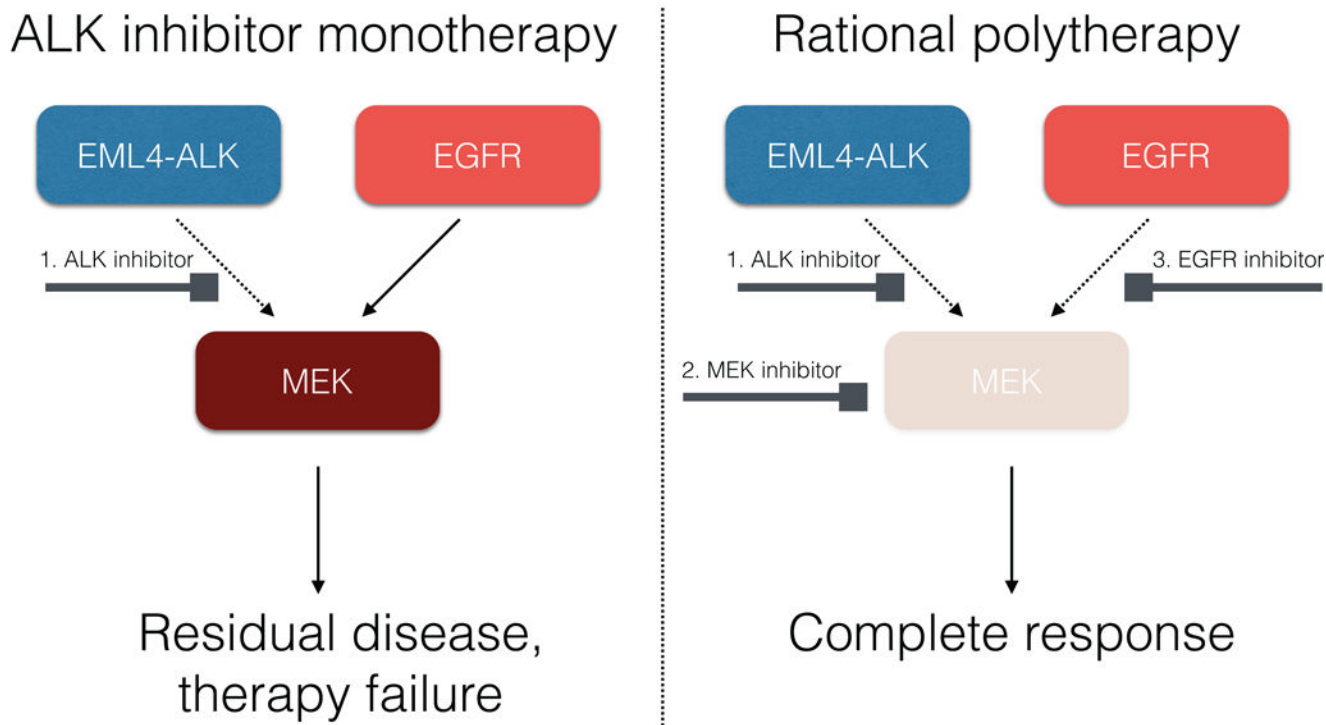 ALK inhibitor monotherapy
EML4-ALK
EGFR
1. ALK inhibitor
MEK
Residual disease,
therapy failure
Rational polytherapy
EML4-ALK
EGFR
1. ALK inhibitor
3. EGFR inhibitor
2. MEK inhibitor
MEK
Complete response